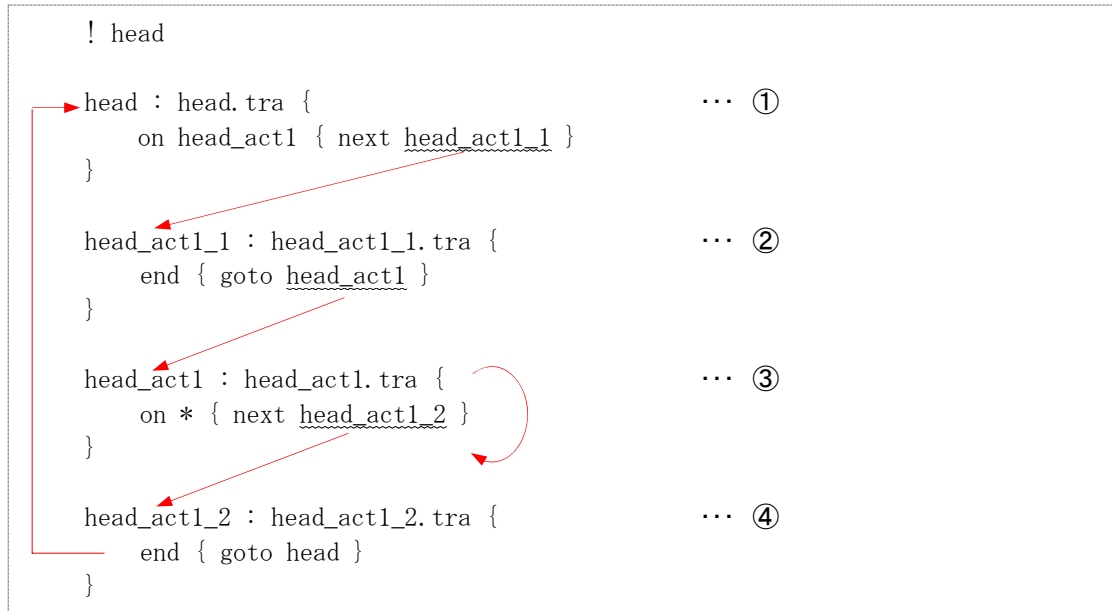 ! head
head : head.tra { ··· ①
on head_act1 { next head_act1_1 }
}
head_act1_1 : head_act1_1.tra { ··· ②
end { goto head_act1 }
}
head_act1 : head_act1.tra { ··· ③
on * { next head_act1_2 }
}
head_act1_2 : head_act1_2.tra { ··· ④
end { goto head }
}